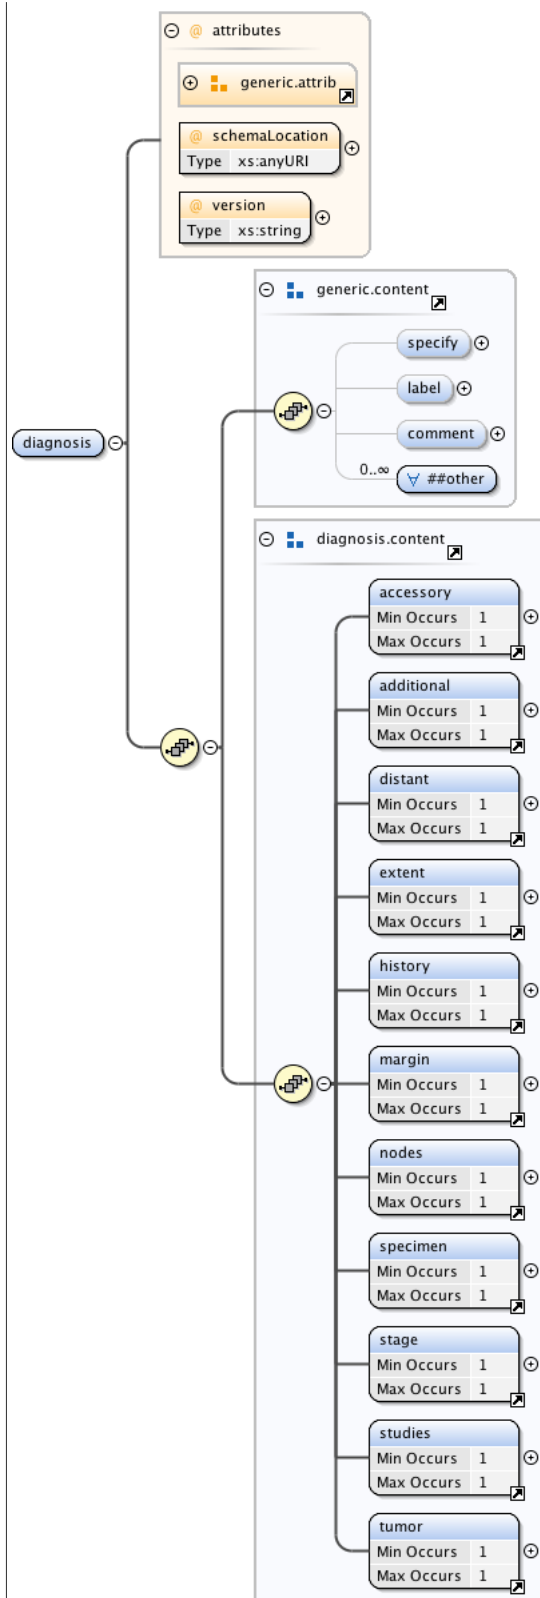 @ attributes
generic.attrib
@ schemaLocation
Type xs:anyURI
@ version
Type xs:string
generic.content
specify
label
diagnosis
comment
0..∞
∀ ##other
diagnosis.content
accessory
Min Occurs 1
Max Occurs 1
additional
Min Occurs 1
Max Occurs 1
distant
Min Occurs 1
Max Occurs 1
extent
Min Occurs 1
Max Occurs 1
history
Min Occurs 1
Max Occurs 1
margin
Min Occurs 1
Max Occurs 1
nodes
Min Occurs 1
Max Occurs 1
specimen
Min Occurs 1
Max Occurs 1
stage
Min Occurs 1
Max Occurs 1
studies
Min Occurs 1
Max Occurs 1
tumor
Min Occurs 1
Max Occurs 1